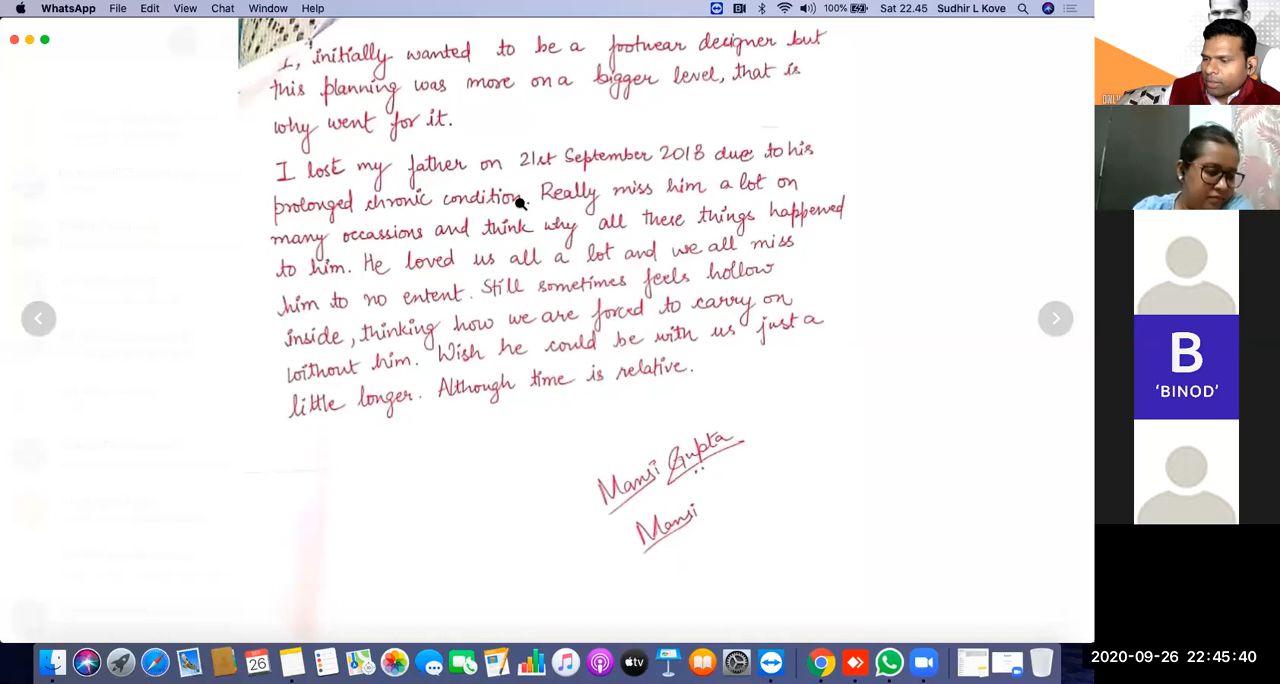 WhatsApp File Edit View Chat Window Help 100% Sat 22.45 Sudhir L Kove
I, initially wanted to be a footwear designer but
this planning was more on a bigger level, that is
why went for it.
I lost my father on 21st September 2018 due to his
prolonged chronic condition. Really miss him a lot on
many occassions and think why all these things happened
to him. He loved us all a lot and we all miss
him to no entent. Still sometimes feels hollow
inside, thinking how we are forced to carry on
without him. Wish he could be with us just a
little longer. Although time is relative.
Mansi Gupta
Mansi
ONLY
B
'BINOD'
SEP
26
tv
2020-09-26 22:45:40